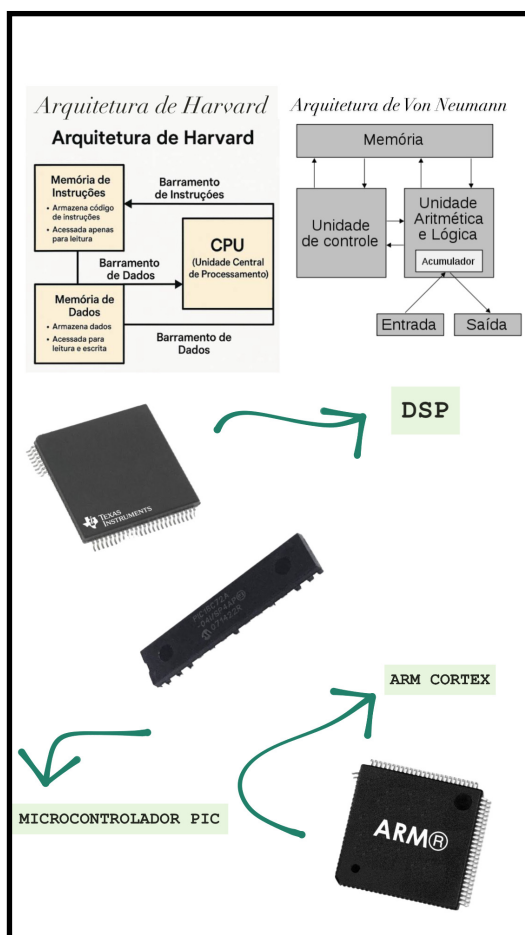 Arquitetura de Harvard
Arquitetura de Harvard
Memória de
Instruções
• Armazena código
de instruções
• Acessada apenas
para leitura
Barramento
de Instruções
CPU
(Unidade Central
de Processamento)
Barramento
de Dados
Memória de
Dados
• Armazena dados
• Acessada para
leitura e escrita
Barramento de
Dados
Arquitetura de Von Neumann
Memória
Unidade
de controle
Unidade
Aritmética
e Lógica
Acumulador
Entrada
Saída
DSP
TEXAS
INSTRUMENTS
ARM CORTEX
MICROCONTROLADOR PIC
ARM®